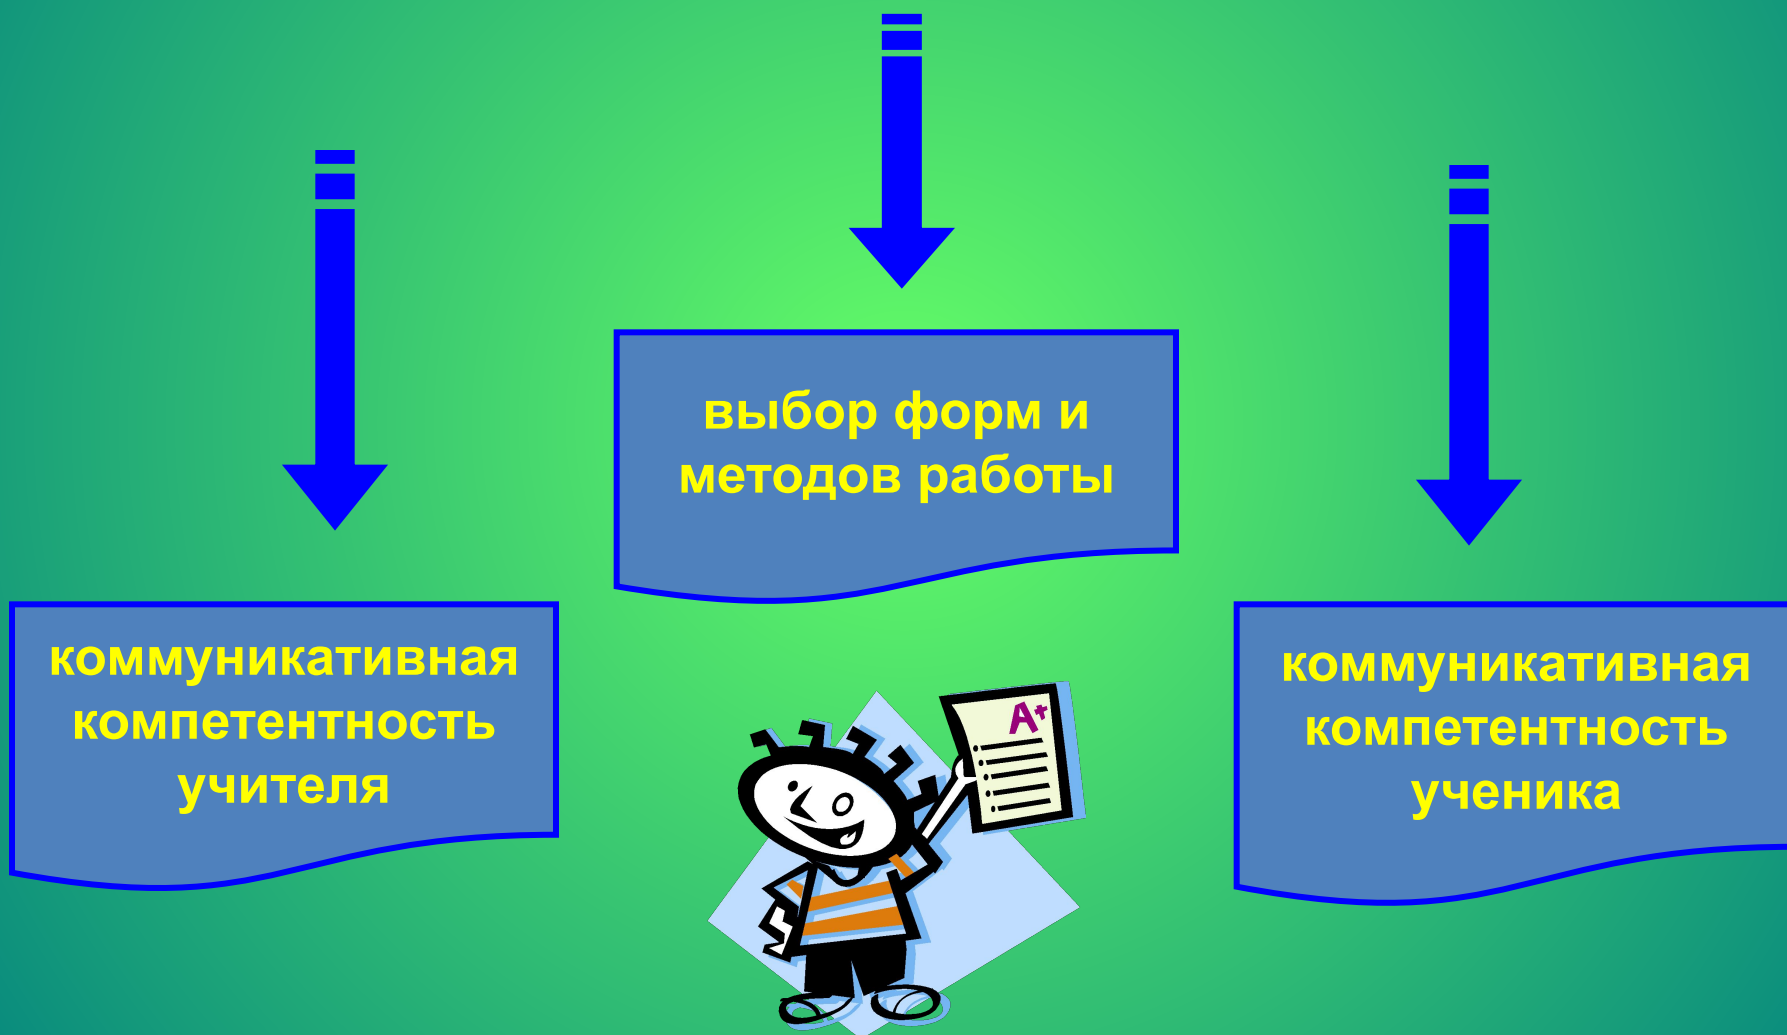 выбор форм и
методов работы
коммуникативная
компетентность
учителя
A+
коммуникативная
компетентность
ученика